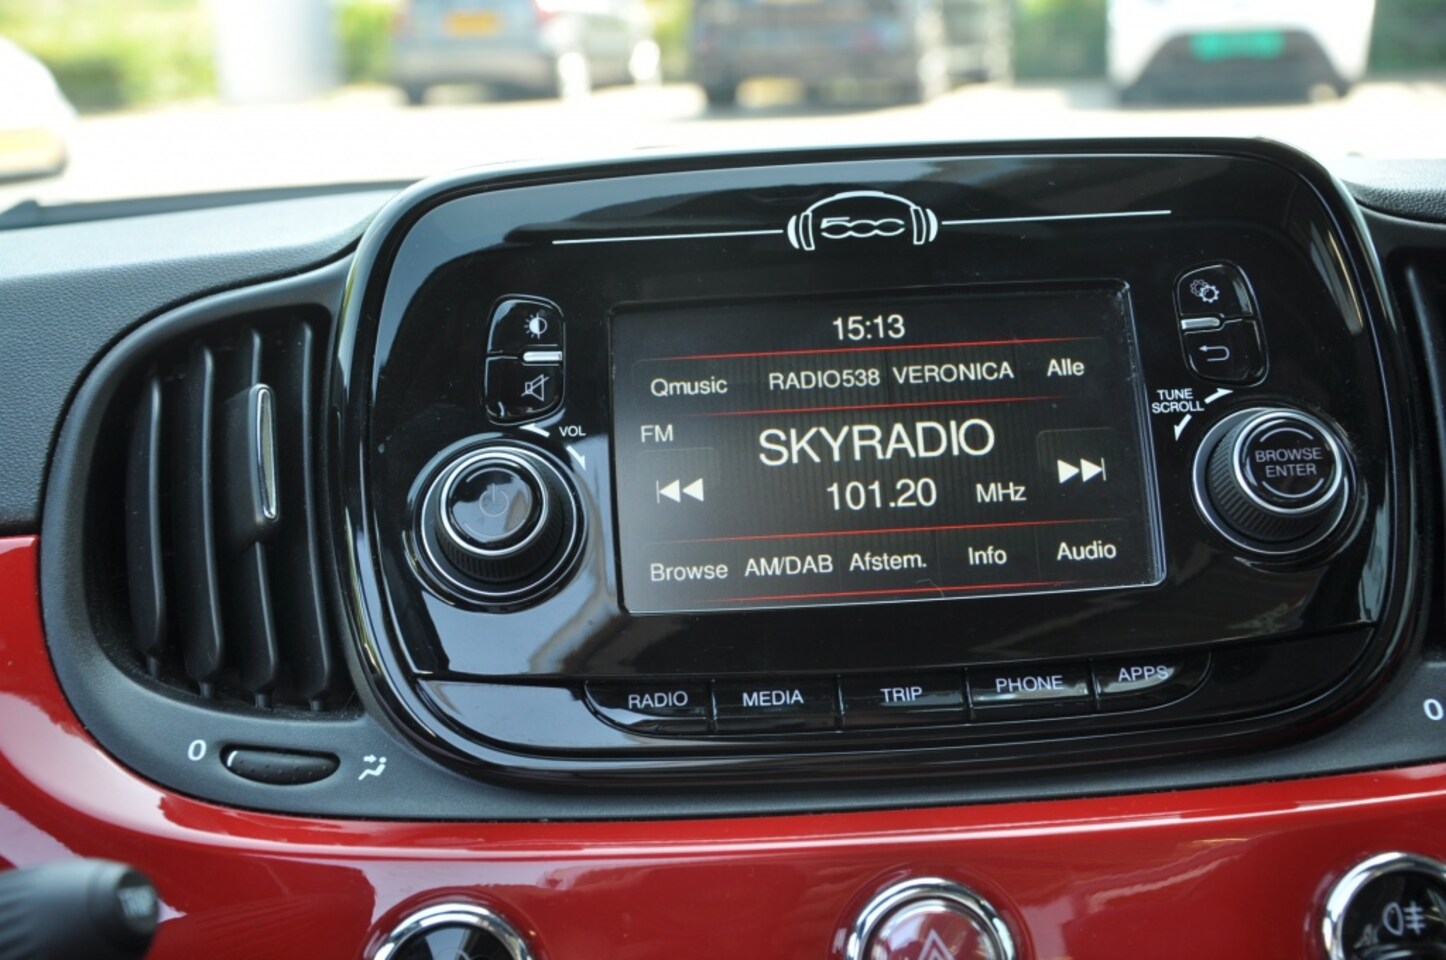 500
15:13
Qmusic RADIO538 VERONICA Alle
FM
SKYRADIO
101.20 MHz
Browse AM/DAB Afstem. Info Audio
VOL
TUNE
SCROLL
BROWSE
ENTER
RADIO MEDIA TRIP PHONE APPS
0
0